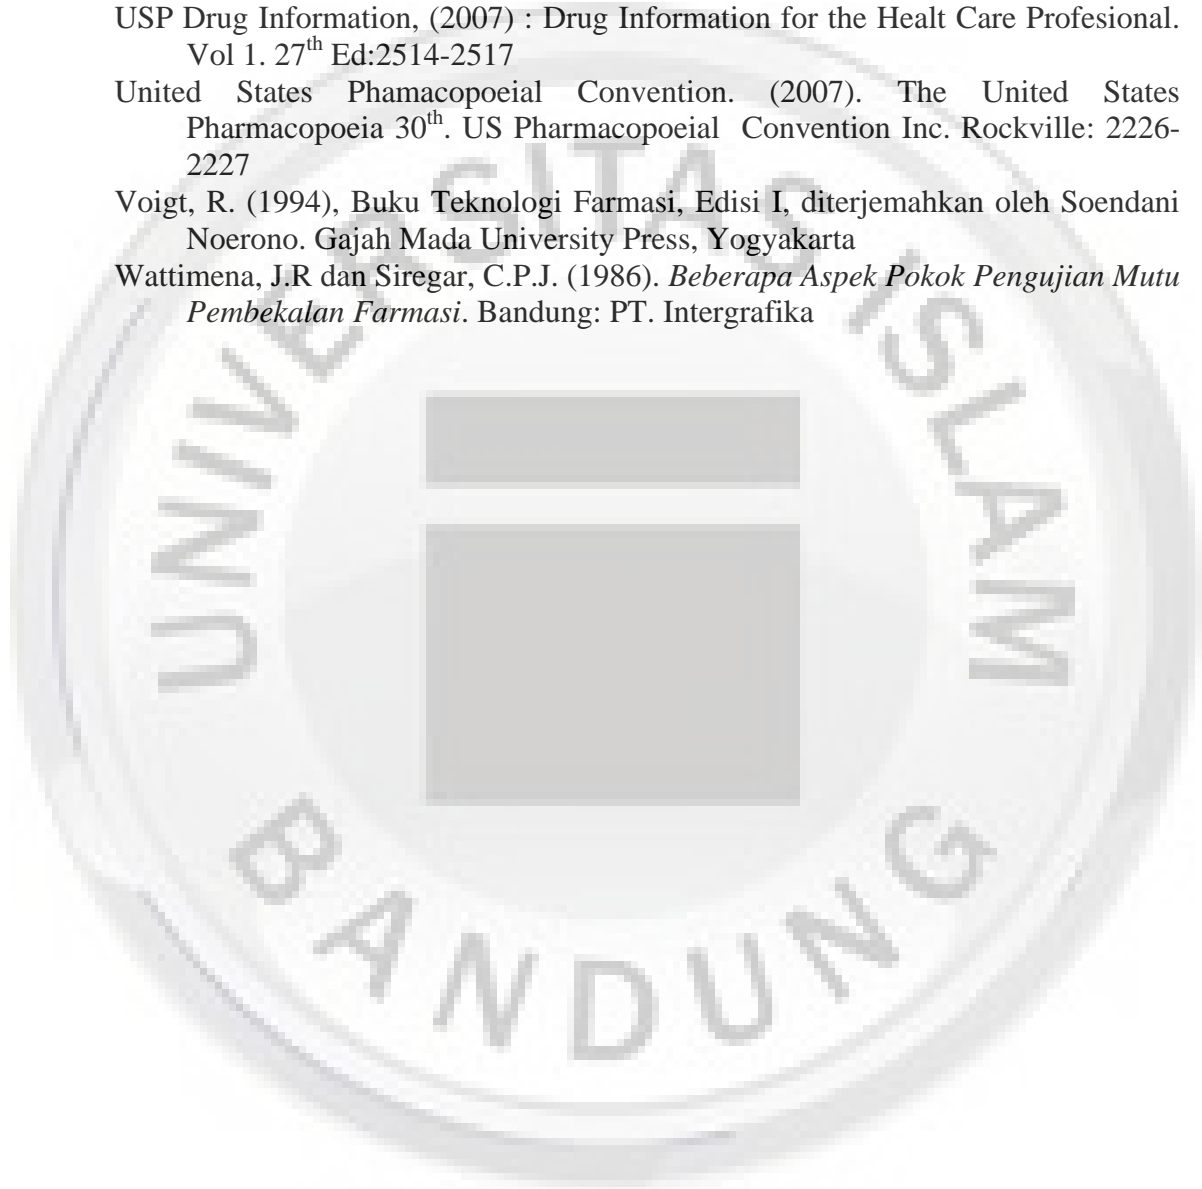 USP Drug Information, (2007) : Drug Information for the Healt Care Profesional.
Vol 1. 27th Ed:2514-2517
United States Phamacopoeial Convention. (2007). The United States
Pharmacopoeia 30th. US Pharmacopoeial Convention Inc. Rockville: 2226-
2227
Voigt, R. (1994), Buku Teknologi Farmasi, Edisi I, diterjemahkan oleh Soendani
Noerono. Gajah Mada University Press, Yogyakarta
Wattimena, J.R dan Siregar, C.P.J. (1986). Beberapa Aspek Pokok Pengujian Mutu
Pembekalan Farmasi. Bandung: PT. Intergrafika
UNIVERSITAS ISLAM
BANDUNG